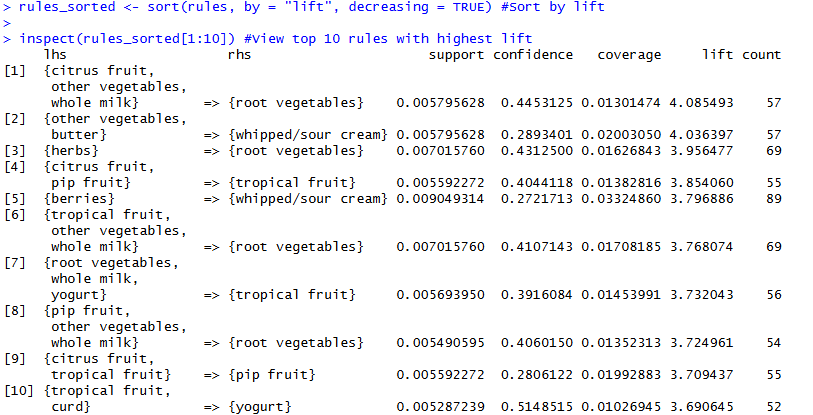 > rules_sorted <- sort(rules, by = "lift", decreasing = TRUE) #Sort by lift
>
> inspect(rules_sorted[1:10]) #View top 10 rules with highest lift
lhs rhs support confidence coverage lift count
[1] {citrus fruit,
other vegetables,
whole milk} => {root vegetables} 0.005795628 0.4453125 0.01301474 4.085493 57
[2] {other vegetables,
butter} => {whipped/sour cream} 0.005795628 0.2893401 0.02003050 4.036397 57
[3] {herbs} => {root vegetables} 0.007015760 0.4312500 0.01626843 3.956477 69
[4] {citrus fruit,
pip fruit} => {tropical fruit} 0.005592272 0.4044118 0.01382816 3.854060 55
[5] {berries} => {whipped/sour cream} 0.009049314 0.2721713 0.03324860 3.796886 89
[6] {tropical fruit,
other vegetables,
whole milk} => {root vegetables} 0.007015760 0.4107143 0.01708185 3.768074 69
[7] {root vegetables,
whole milk,
yogurt} => {tropical fruit} 0.005693950 0.3916084 0.01453991 3.732043 56
[8] {pip fruit,
other vegetables,
whole milk} => {root vegetables} 0.005490595 0.4060150 0.01352313 3.724961 54
[9] {citrus fruit,
tropical fruit} => {pip fruit} 0.005592272 0.2806122 0.01992883 3.709437 55
[10] {tropical fruit,
curd} => {yogurt} 0.005287239 0.5148515 0.01026945 3.690645 52